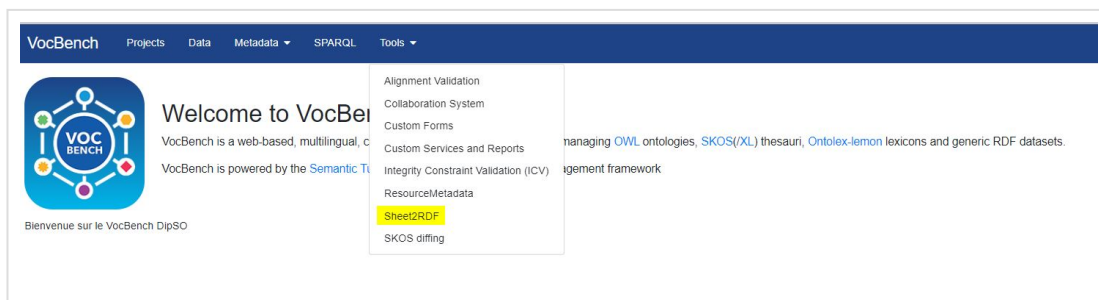 VocBench Projects Data Metadata SPARQL Tools
Alignment Validation
Collaboration System
Custom Forms
Custom Services and Reports
Integrity Constraint Validation (ICV)
ResourceMetadata
Sheet2RDF
SKOS diffing
VOC
BENCH
Welcome to VocBe
VocBench is a web-based, multilingual, c managing OWL ontologies, SKOS(/XL) thesauri, Ontolex-lemon lexicons and generic RDF datasets.
VocBench is powered by the Semantic Tu agement framework
Bienvenue sur le VocBench DipSO